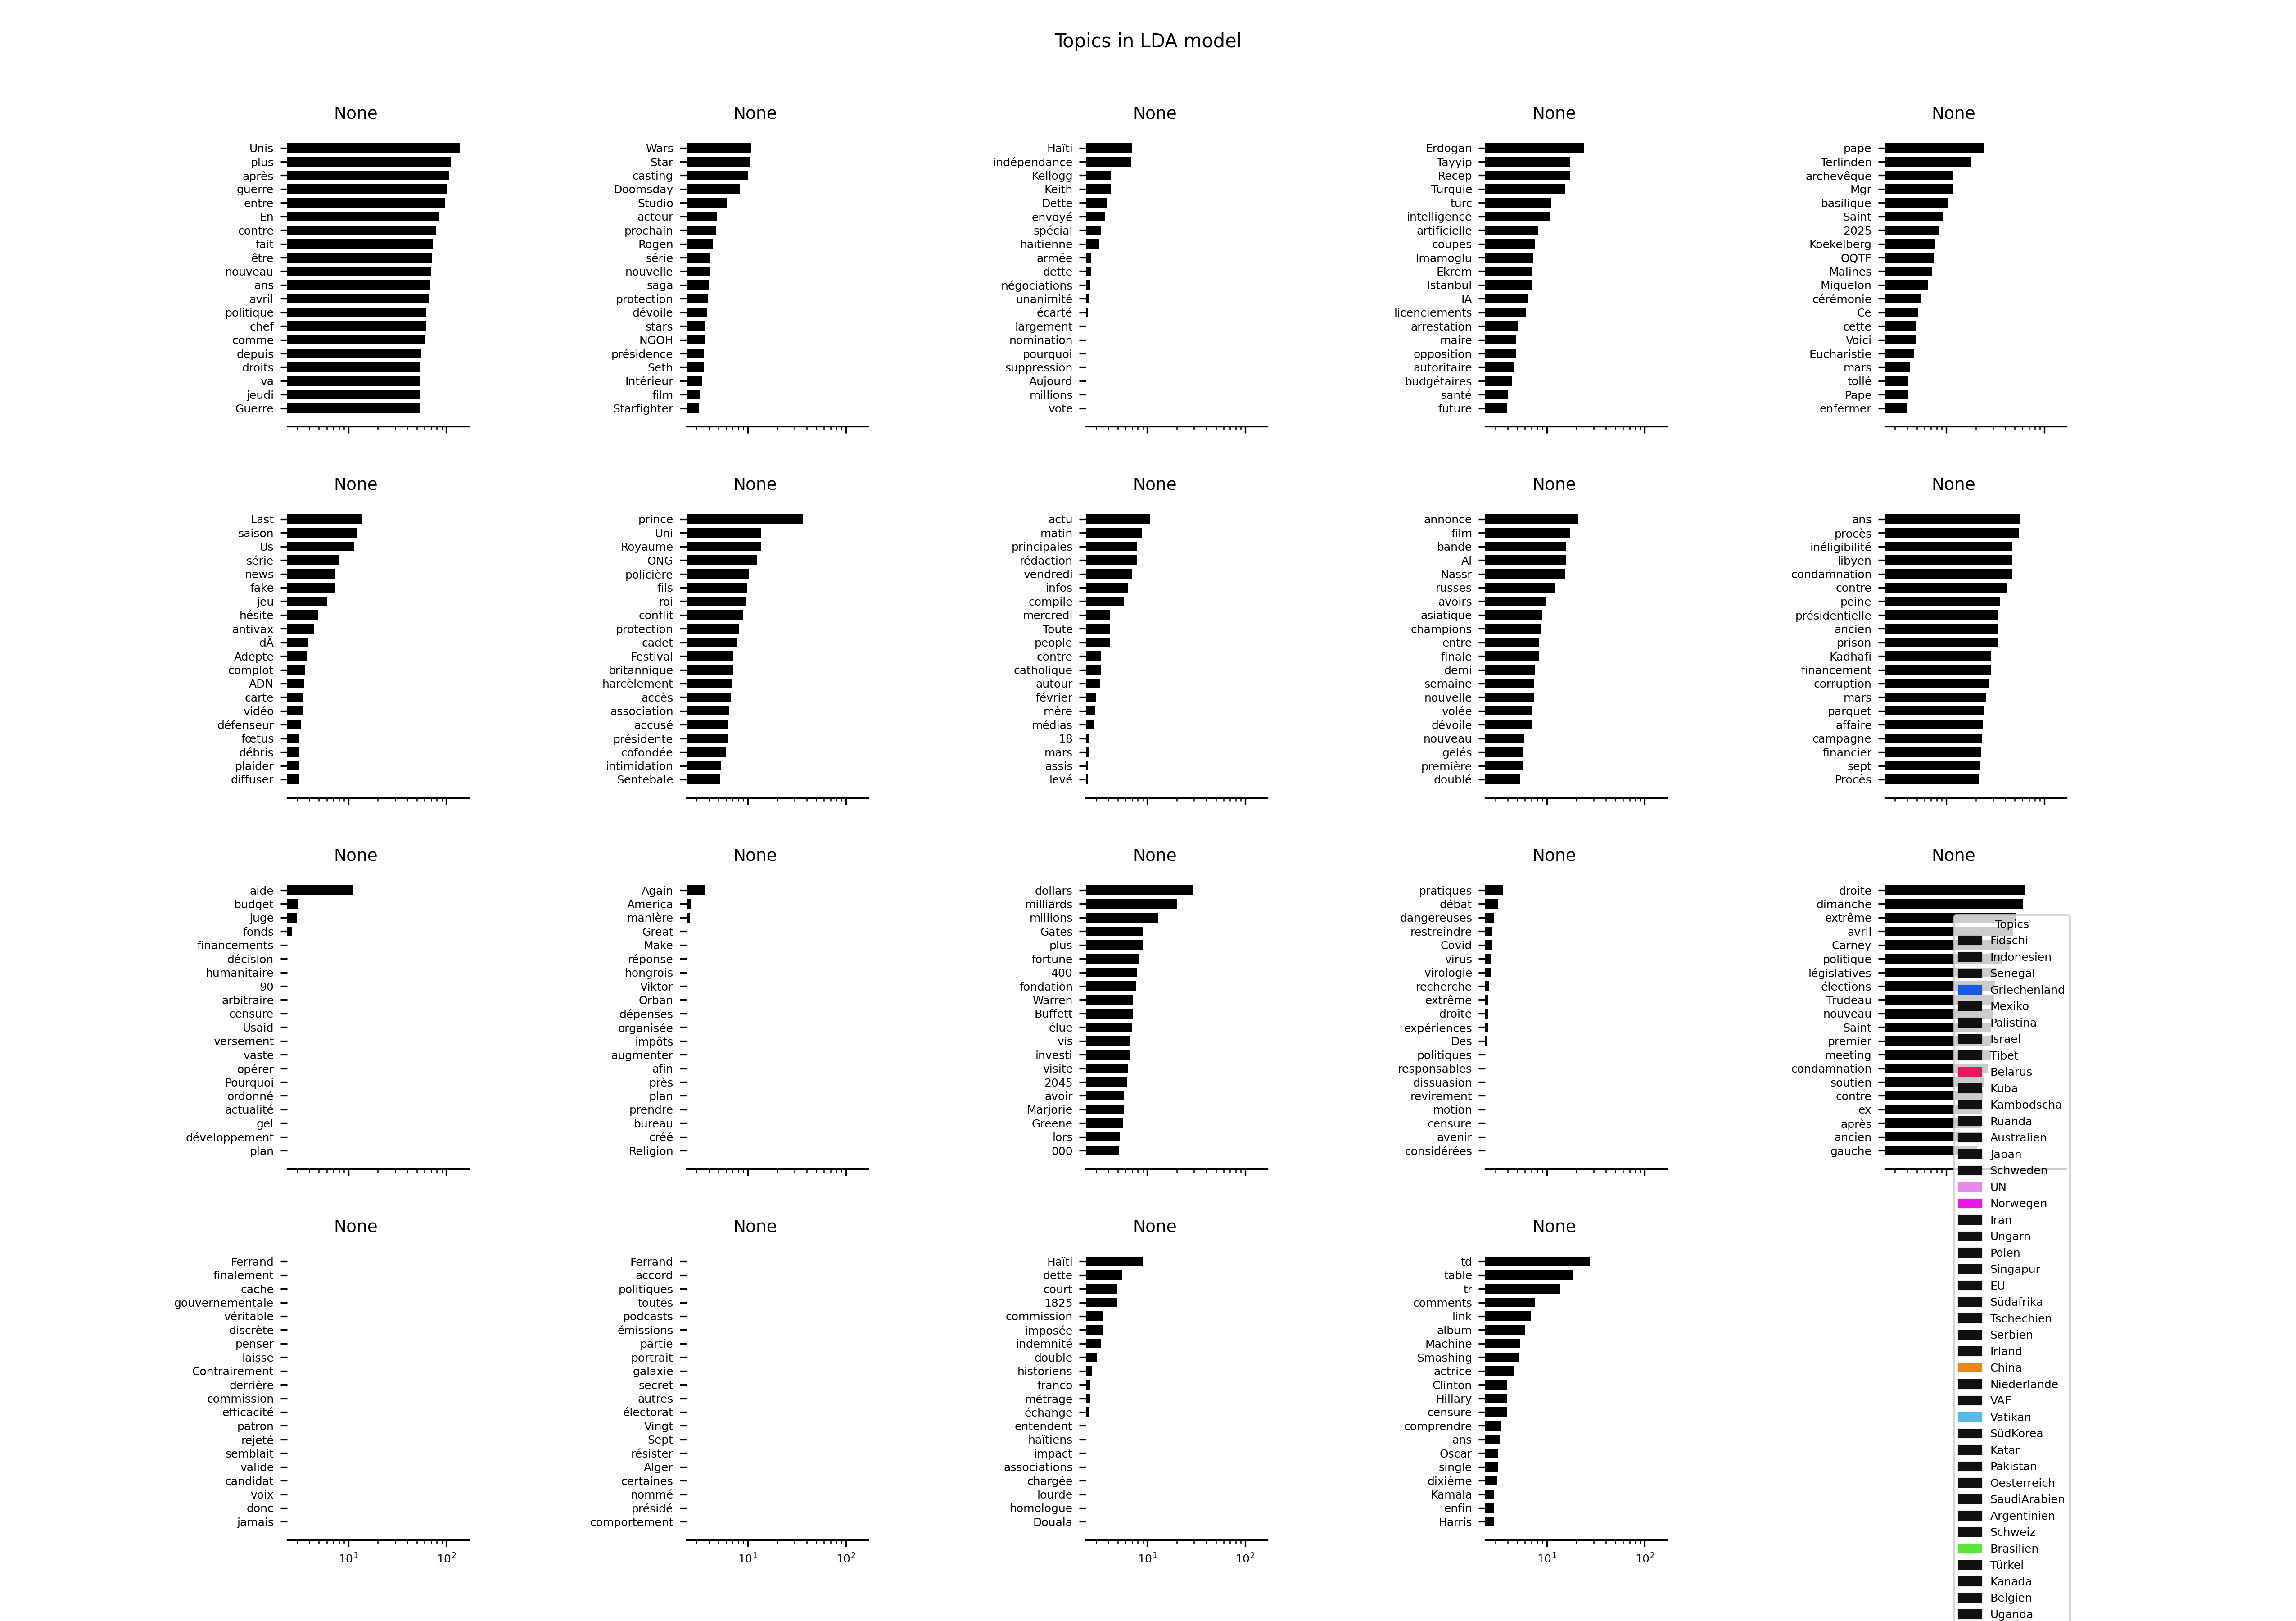 Topics in LDA model
None
Unis
plus
après
guerre
entre
En
contre
fait
être
nouveau
ans
avril
politique
chef
comme
depuis
droits
va
jeudi
Guerre
None
Wars
Star
casting
Doomsday
Studio
acteur
prochain
Rogen
série
nouvelle
saga
protection
dévoile
stars
NGOH
présidence
Seth
Intérieur
film
Starfighter
None
Haïti
indépendance
Kellogg
Keith
Dette
envoyé
spécial
haïtienne
armée
dette
négociations
unanimité
écarté
largement
nomination
pourquoi
suppression
Aujourd
millions
vote
None
Erdogan
Tayyip
Recep
Turquie
turc
intelligence
artificielle
coupes
Imamoglu
Ekrem
Istanbul
IA
licenciements
arrestation
maire
opposition
autoritaire
budgétaires
santé
future
None
pape
Terlinden
archevêque
Mgr
basilique
Saint
2025
Koekelberg
OQTF
Malines
Miquelon
cérémonie
Ce
cette
Voici
Eucharistie
mars
tollé
Pape
enfermer
None
Last
saison
Us
série
news
fake
jeu
hésite
antivax
dÃ
Adepte
complot
ADN
carte
vidéo
défenseur
fœtus
débris
plaider
diffuser
None
prince
Uni
Royaume
ONG
policière
fils
roi
conflit
protection
cadet
Festival
britannique
harcèlement
accès
association
accusé
présidente
cofondée
intimidation
Sentebale
None
actu
matin
principales
rédaction
vendredi
infos
compile
mercredi
Toute
people
contre
catholique
autour
février
mère
médias
18
mars
assis
levé
None
annonce
film
bande
Al
Nassr
russes
avoirs
asiatique
champions
entre
finale
demi
semaine
nouvelle
volée
dévoile
nouveau
gelés
première
doublé
None
ans
procès
inéligibilité
libyen
condamnation
contre
peine
présidentielle
ancien
prison
Kadhafi
financement
corruption
mars
parquet
affaire
campagne
financier
sept
Procès
None
aide
budget
juge
fonds
financements
décision
humanitaire
90
arbitraire
censure
Usaid
versement
vaste
opérer
Pourquoi
ordonné
actualité
gel
développement
plan
None
Again
America
manière
Great
Make
réponse
hongrois
Viktor
Orban
dépenses
organisée
impôts
augmenter
afin
près
plan
prendre
bureau
créé
Religion
None
dollars
milliards
millions
Gates
plus
fortune
400
fondation
Warren
Buffett
élue
vis
investi
visite
2045
avoir
Marjorie
Greene
lors
000
None
pratiques
débat
dangereuses
restreindre
Covid
virus
virologie
recherche
extrême
droite
expériences
Des
politiques
responsables
dissuasion
revirement
motion
censure
avenir
considérées
None
droite
dimanche
extrême
avril
Carney
politique
législatives
élections
Trudeau
nouveau
Saint
premier
meeting
condamnation
soutien
contre
ex
après
ancien
gauche
None
Ferrand
finalement
cache
gouvernementale
véritable
discrète
penser
laisse
Contrairement
derrière
commission
efficacité
patron
rejeté
semblait
valide
candidat
voix
donc
jamais
10¹ 10²
None
Ferrand
accord
politiques
toutes
podcasts
émissions
partie
portrait
galaxie
secret
autres
électorat
Vingt
Sept
résister
Alger
certaines
nommé
présidé
comportement
10¹ 10²
None
Haïti
dette
court
1825
commission
imposée
indemnité
double
historiens
franco
métrage
échange
entendent
haïtiens
impact
associations
chargée
lourde
homologue
Douala
10¹ 10²
None
td
table
tr
comments
link
album
Machine
Smashing
actrice
Clinton
Hillary
censure
comprendre
ans
Oscar
single
dixième
Kamala
enfin
Harris
10¹ 10²
Topics
Fidschi
Indonesien
Senegal
Griechenland
Mexiko
Palistina
Israel
Tibet
Belarus
Kuba
Kambodscha
Ruanda
Australien
Japan
Schweden
UN
Norwegen
Iran
Ungarn
Polen
Singapur
EU
Südafrika
Tschechien
Serbien
Irland
China
Niederlande
VAE
Vatikan
SüdKorea
Katar
Pakistan
Oesterreich
SaudiArabien
Argentinien
Schweiz
Brasilien
Türkei
Kanada
Belgien
Uganda